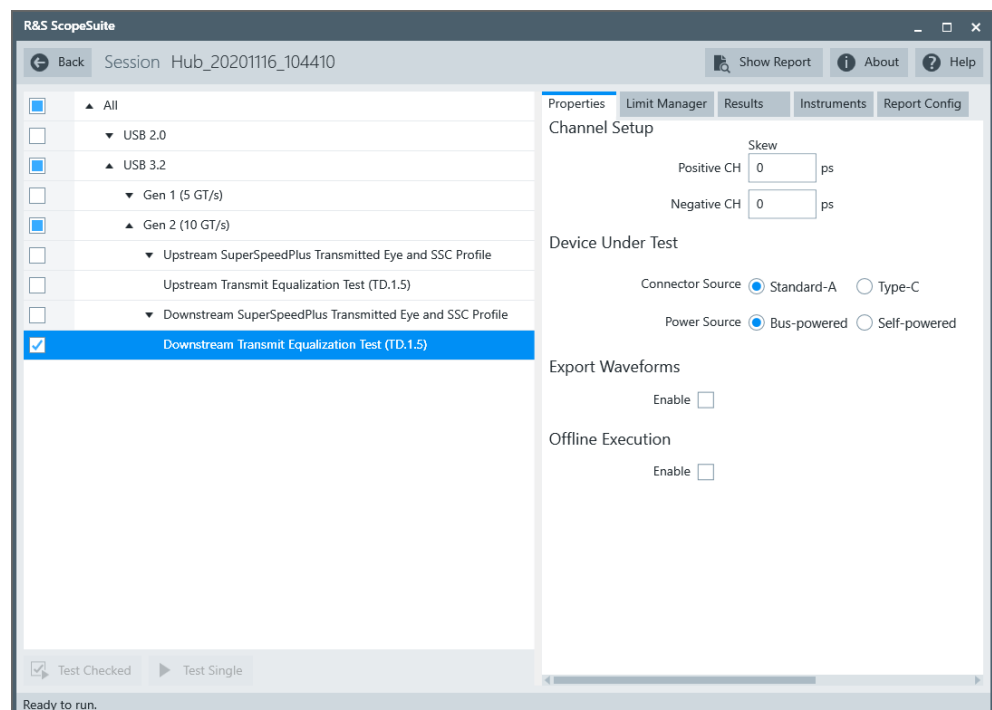 R&S ScopeSuite
Back Session Hub_20201116_104410 Show Report About Help
All
USB 2.0
USB 3.2
Gen 1 (5 GT/s)
Gen 2 (10 GT/s)
Upstream SuperSpeedPlus Transmitted Eye and SSC Profile
Upstream Transmit Equalization Test (TD.1.5)
Downstream SuperSpeedPlus Transmitted Eye and SSC Profile
Downstream Transmit Equalization Test (TD.1.5)
Test Checked Test Single
Properties Limit Manager Results Instruments Report Config
Channel Setup
Skew
Positive CH 0 ps
Negative CH 0 ps
Device Under Test
Connector Source Standard-A Type-C
Power Source Bus-powered Self-powered
Export Waveforms
Enable
Offline Execution
Enable
Ready to run.